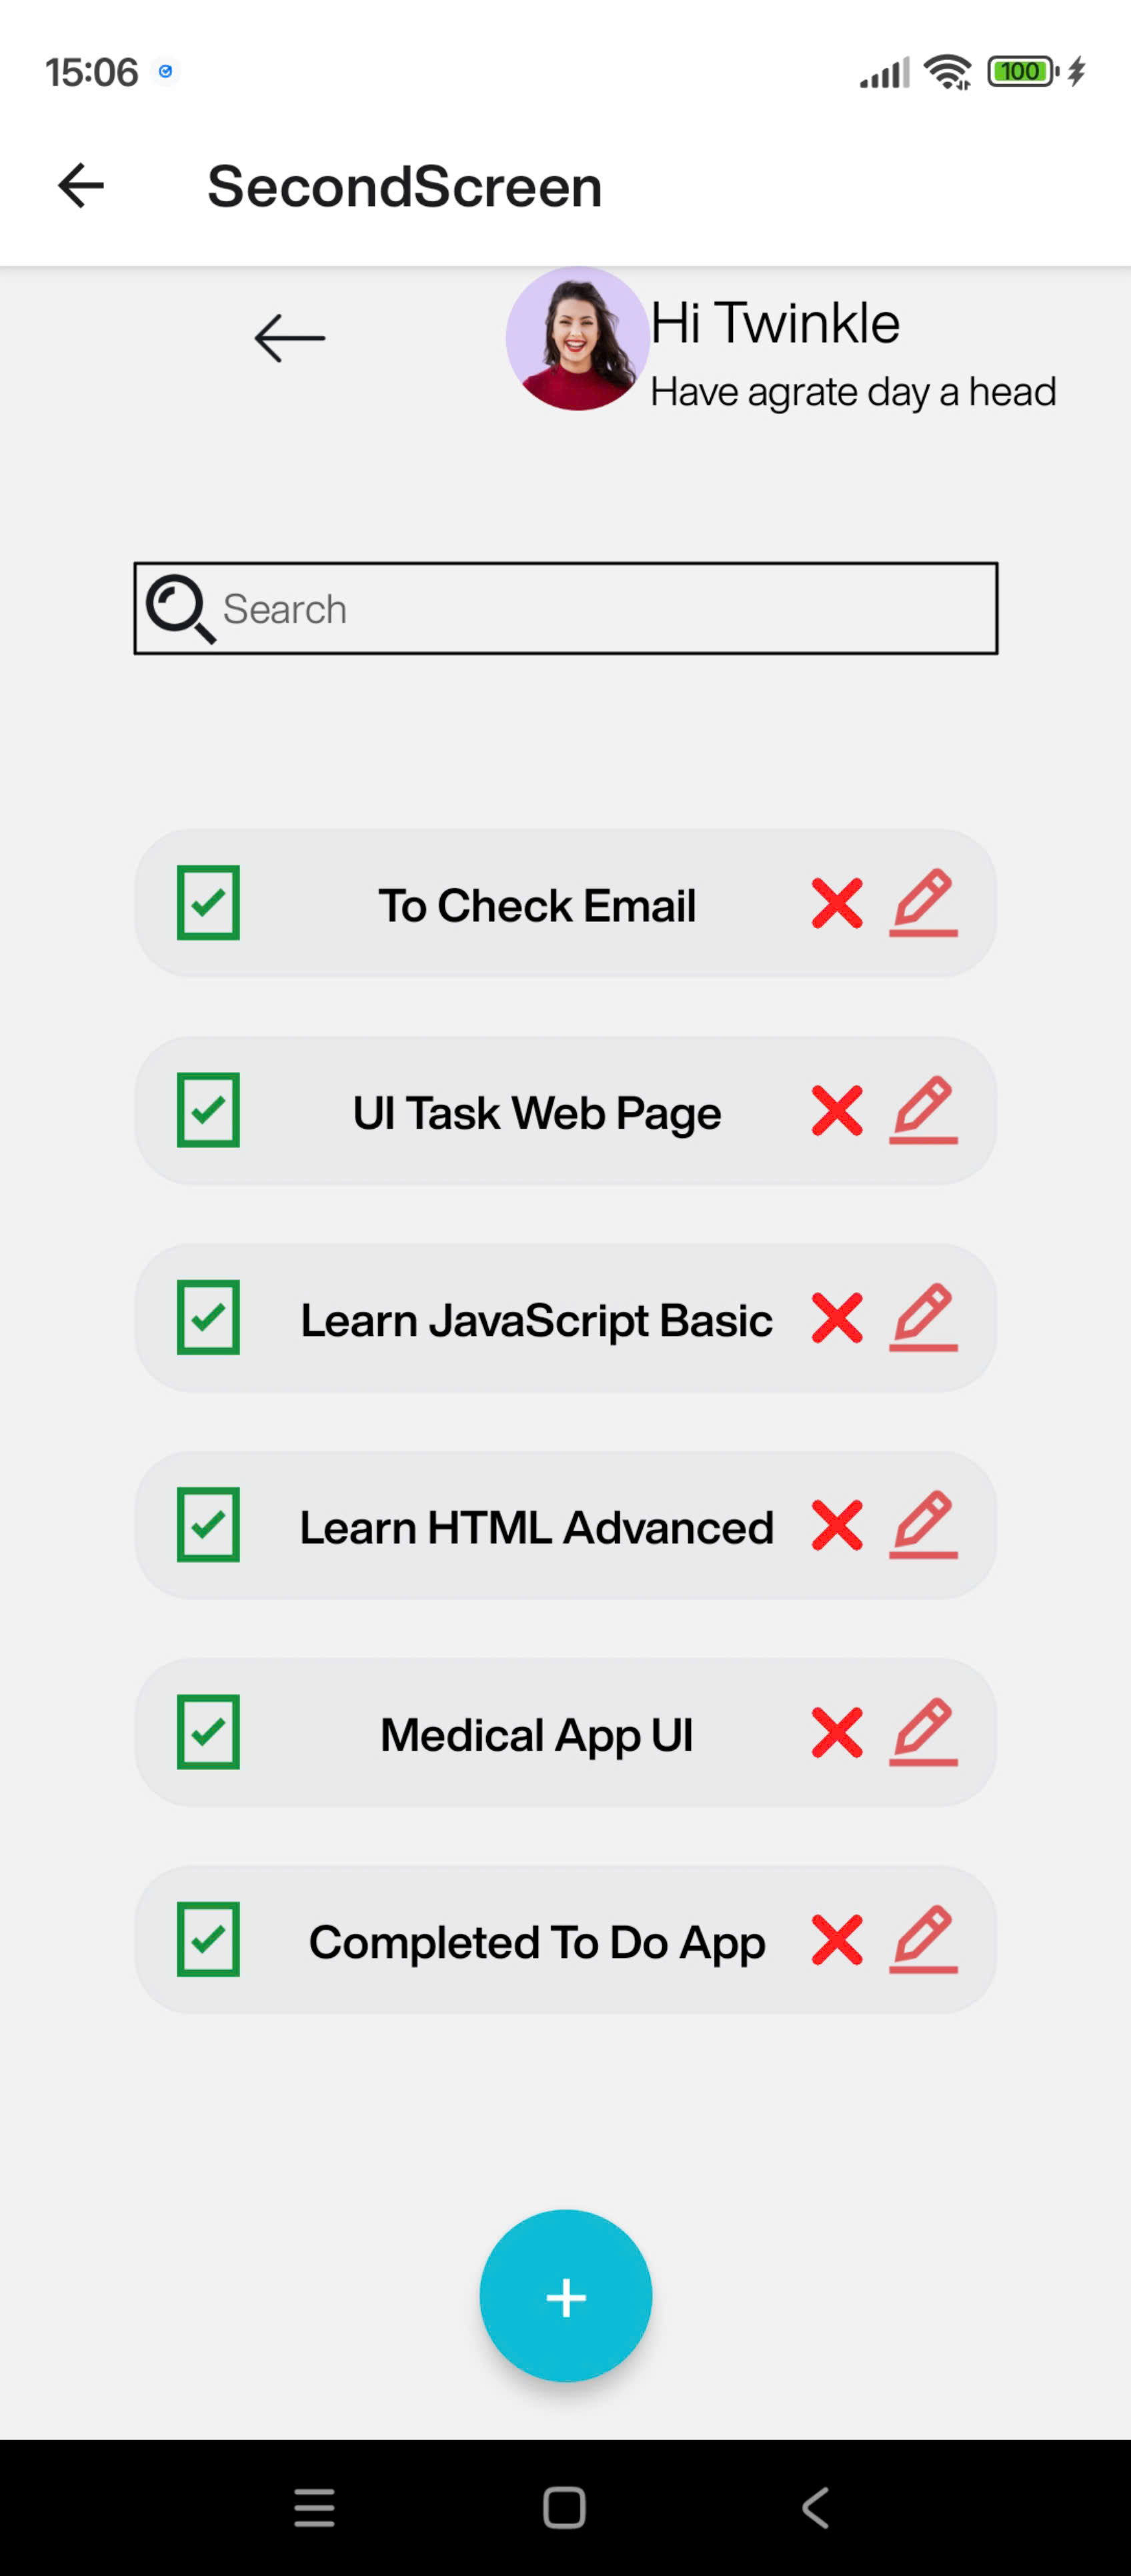 15:06
100
SecondScreen
Hi Twinkle
Have agrate day a head
Search
To Check Email
UI Task Web Page
Learn JavaScript Basic
Learn HTML Advanced
Medical App UI
Completed To Do App
+